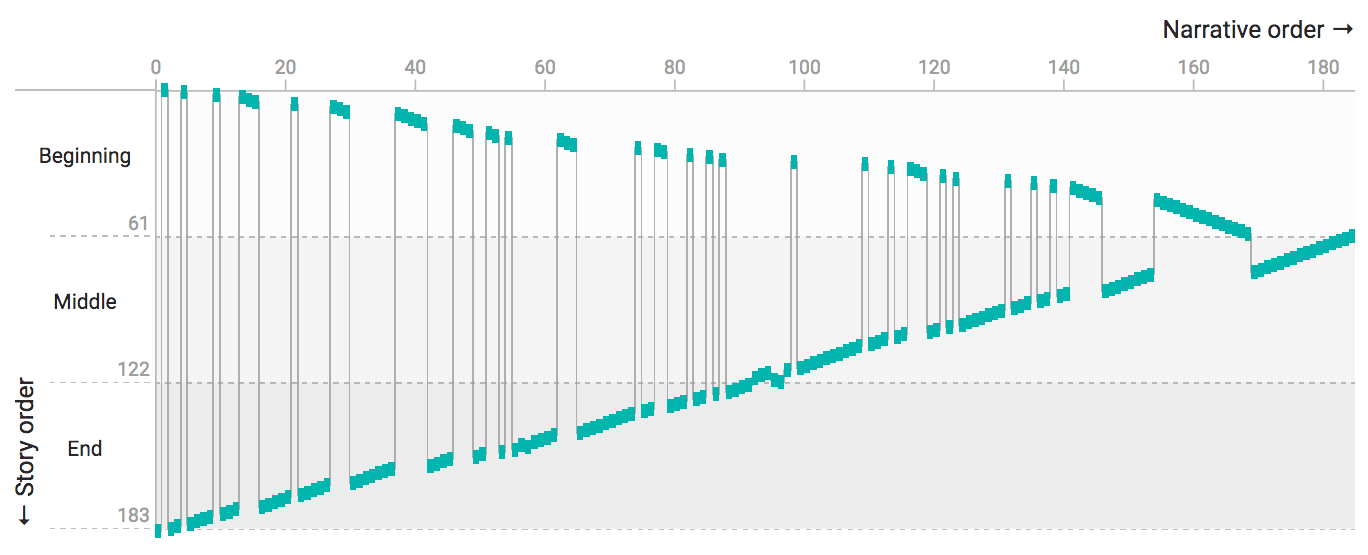 Narrative order →
0 20 40 60 80 100 120 140 160 180
Beginning
61
Middle
122
End
183
← Story order